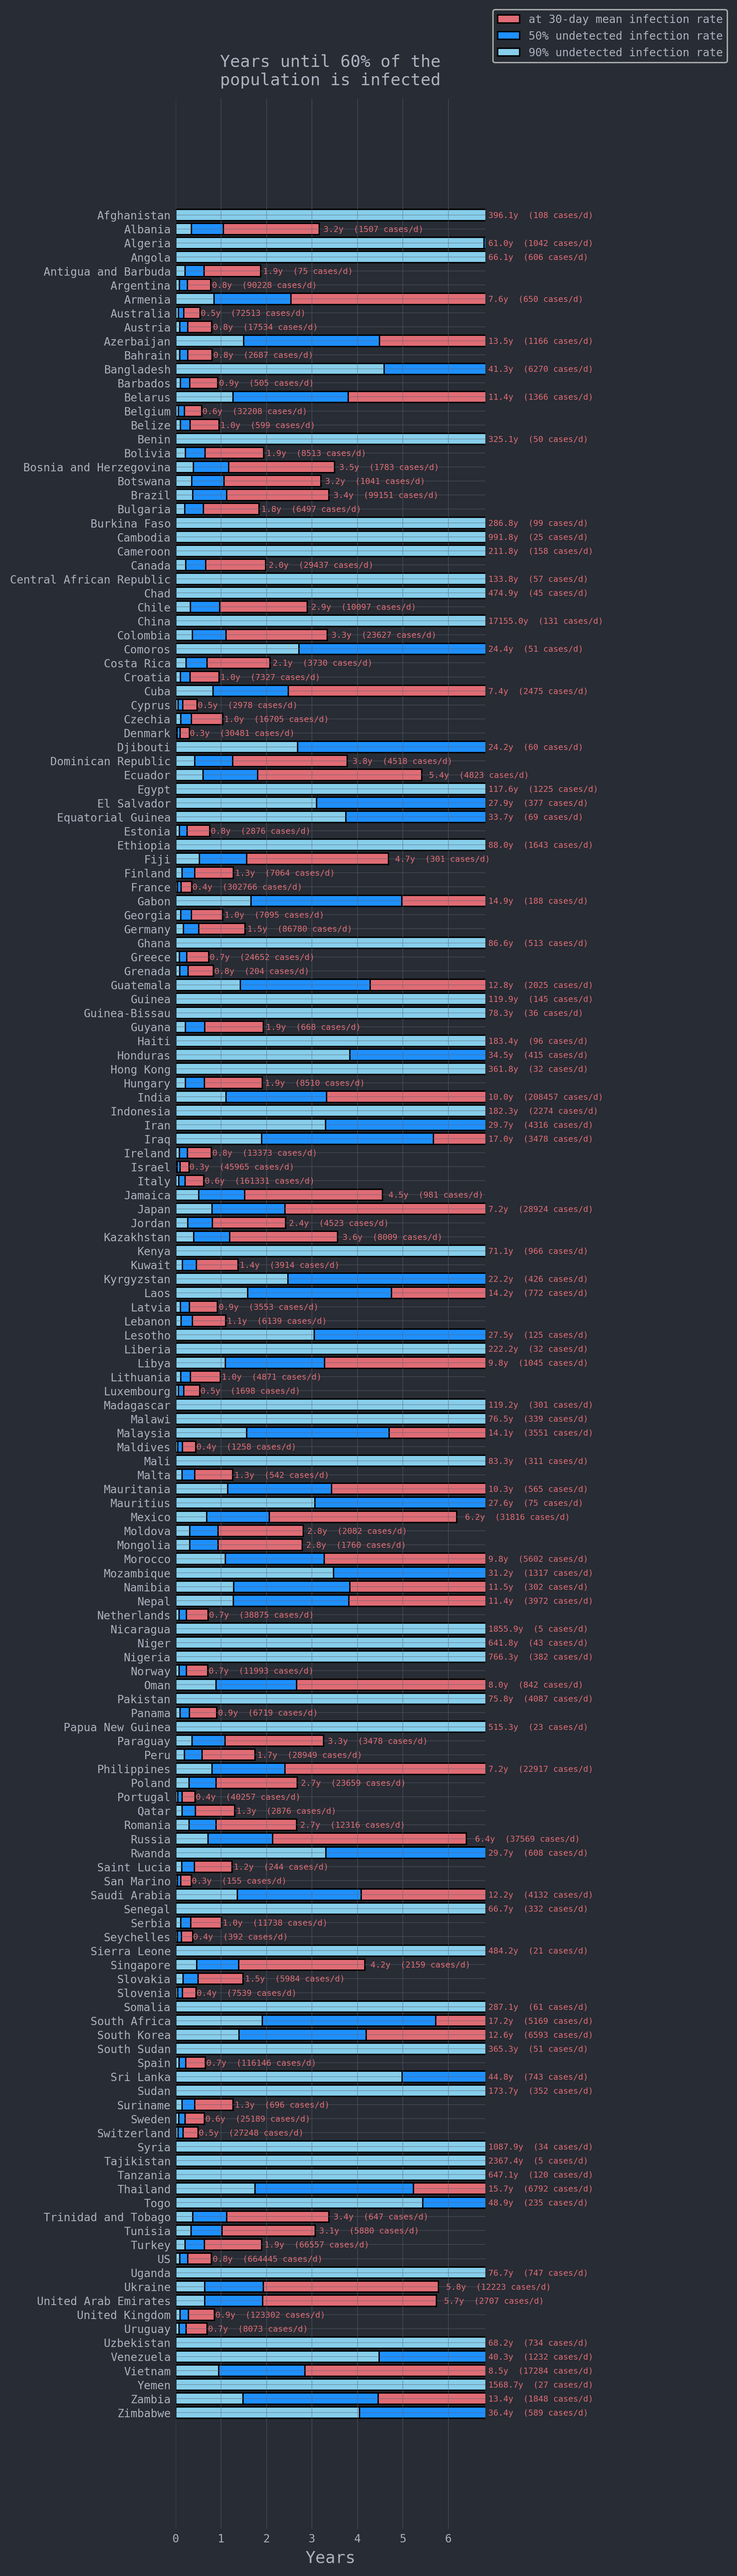 at 30-day mean infection rate
50% undetected infection rate
90% undetected infection rate
Years until 60% of the
population is infected
Afghanistan 396.1y (108 cases/d)
Albania 3.2y (1507 cases/d)
Algeria 61.0y (1042 cases/d)
Angola 66.1y (606 cases/d)
Antigua and Barbuda 1.9y (75 cases/d)
Argentina 0.8y (90228 cases/d)
Armenia 7.6y (650 cases/d)
Australia 0.5y (72513 cases/d)
Austria 0.8y (17534 cases/d)
Azerbaijan 13.5y (1166 cases/d)
Bahrain 0.8y (2687 cases/d)
Bangladesh 41.3y (6270 cases/d)
Barbados 0.9y (505 cases/d)
Belarus 11.4y (1366 cases/d)
Belgium 0.6y (32208 cases/d)
Belize 1.0y (599 cases/d)
Benin 325.1y (50 cases/d)
Bolivia 1.9y (8513 cases/d)
Bosnia and Herzegovina 3.5y (1783 cases/d)
Botswana 3.2y (1041 cases/d)
Brazil 3.4y (99151 cases/d)
Bulgaria 1.8y (6497 cases/d)
Burkina Faso 286.8y (99 cases/d)
Cambodia 991.8y (25 cases/d)
Cameroon 211.8y (158 cases/d)
Canada 2.0y (29437 cases/d)
Central African Republic 133.8y (57 cases/d)
Chad 474.9y (45 cases/d)
Chile 2.9y (10097 cases/d)
China 17155.0y (131 cases/d)
Colombia 3.3y (23627 cases/d)
Comoros 24.4y (51 cases/d)
Costa Rica 2.1y (3730 cases/d)
Croatia 1.0y (7327 cases/d)
Cuba 7.4y (2475 cases/d)
Cyprus 0.5y (2978 cases/d)
Czechia 1.0y (16705 cases/d)
Denmark 0.3y (30481 cases/d)
Djibouti 24.2y (60 cases/d)
Dominican Republic 3.8y (4518 cases/d)
Ecuador 5.4y (4823 cases/d)
Egypt 117.6y (1225 cases/d)
El Salvador 27.9y (377 cases/d)
Equatorial Guinea 33.7y (69 cases/d)
Estonia 0.8y (2876 cases/d)
Ethiopia 88.0y (1643 cases/d)
Fiji 4.7y (301 cases/d)
Finland 1.3y (7064 cases/d)
France 0.4y (302766 cases/d)
Gabon 14.9y (188 cases/d)
Georgia 1.0y (7095 cases/d)
Germany 1.5y (86780 cases/d)
Ghana 86.6y (513 cases/d)
Greece 0.7y (24652 cases/d)
Grenada 0.8y (204 cases/d)
Guatemala 12.8y (2025 cases/d)
Guinea 119.9y (145 cases/d)
Guinea-Bissau 78.3y (36 cases/d)
Guyana 1.9y (668 cases/d)
Haiti 183.4y (96 cases/d)
Honduras 34.5y (415 cases/d)
Hong Kong 361.8y (32 cases/d)
Hungary 1.9y (8510 cases/d)
India 10.0y (208457 cases/d)
Indonesia 182.3y (2274 cases/d)
Iran 29.7y (4316 cases/d)
Iraq 17.0y (3478 cases/d)
Ireland 0.8y (13373 cases/d)
Israel 0.3y (45965 cases/d)
Italy 0.6y (161331 cases/d)
Jamaica 4.5y (981 cases/d)
Japan 7.2y (28924 cases/d)
Jordan 2.4y (4523 cases/d)
Kazakhstan 3.6y (8009 cases/d)
Kenya 71.1y (966 cases/d)
Kuwait 1.4y (3914 cases/d)
Kyrgyzstan 22.2y (426 cases/d)
Laos 14.2y (772 cases/d)
Latvia 0.9y (3553 cases/d)
Lebanon 1.1y (6139 cases/d)
Lesotho 27.5y (125 cases/d)
Liberia 222.2y (32 cases/d)
Libya 9.8y (1045 cases/d)
Lithuania 1.0y (4871 cases/d)
Luxembourg 0.5y (1698 cases/d)
Madagascar 119.2y (301 cases/d)
Malawi 76.5y (339 cases/d)
Malaysia 14.1y (3551 cases/d)
Maldives 0.4y (1258 cases/d)
Mali 83.3y (311 cases/d)
Malta 1.3y (542 cases/d)
Mauritania 10.3y (565 cases/d)
Mauritius 27.6y (75 cases/d)
Mexico 6.2y (31816 cases/d)
Moldova 2.8y (2082 cases/d)
Mongolia 2.8y (1760 cases/d)
Morocco 9.8y (5602 cases/d)
Mozambique 31.2y (1317 cases/d)
Namibia 11.5y (302 cases/d)
Nepal 11.4y (3972 cases/d)
Netherlands 0.7y (38875 cases/d)
Nicaragua 1855.9y (5 cases/d)
Niger 641.8y (43 cases/d)
Nigeria 766.3y (382 cases/d)
Norway 0.7y (11993 cases/d)
Oman 8.0y (842 cases/d)
Pakistan 75.8y (4087 cases/d)
Panama 0.9y (6719 cases/d)
Papua New Guinea 515.3y (23 cases/d)
Paraguay 3.3y (3478 cases/d)
Peru 1.7y (28949 cases/d)
Philippines 7.2y (22917 cases/d)
Poland 2.7y (23659 cases/d)
Portugal 0.4y (40257 cases/d)
Qatar 1.3y (2876 cases/d)
Romania 2.7y (12316 cases/d)
Russia 6.4y (37569 cases/d)
Rwanda 29.7y (608 cases/d)
Saint Lucia 1.2y (244 cases/d)
San Marino 0.3y (155 cases/d)
Saudi Arabia 12.2y (4132 cases/d)
Senegal 66.7y (332 cases/d)
Serbia 1.0y (11738 cases/d)
Seychelles 0.4y (392 cases/d)
Sierra Leone 484.2y (21 cases/d)
Singapore 4.2y (2159 cases/d)
Slovakia 1.5y (5984 cases/d)
Slovenia 0.4y (7539 cases/d)
Somalia 287.1y (61 cases/d)
South Africa 17.2y (5169 cases/d)
South Korea 12.6y (6593 cases/d)
South Sudan 365.3y (51 cases/d)
Spain 0.7y (116146 cases/d)
Sri Lanka 44.8y (743 cases/d)
Sudan 173.7y (352 cases/d)
Suriname 1.3y (696 cases/d)
Sweden 0.6y (25189 cases/d)
Switzerland 0.5y (27248 cases/d)
Syria 1087.9y (34 cases/d)
Tajikistan 2367.4y (5 cases/d)
Tanzania 647.1y (120 cases/d)
Thailand 15.7y (6792 cases/d)
Togo 48.9y (235 cases/d)
Trinidad and Tobago 3.4y (647 cases/d)
Tunisia 3.1y (5880 cases/d)
Turkey 1.9y (66557 cases/d)
US 0.8y (664445 cases/d)
Uganda 76.7y (747 cases/d)
Ukraine 5.8y (12223 cases/d)
United Arab Emirates 5.7y (2707 cases/d)
United Kingdom 0.9y (123302 cases/d)
Uruguay 0.7y (8073 cases/d)
Uzbekistan 68.2y (734 cases/d)
Venezuela 40.3y (1232 cases/d)
Vietnam 8.5y (17284 cases/d)
Yemen 1568.7y (27 cases/d)
Zambia 13.4y (1848 cases/d)
Zimbabwe 36.4y (589 cases/d)
0 1 2 3 4 5 6
Years